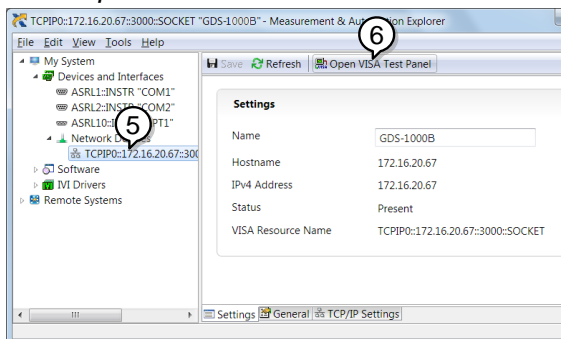 TCPIP0::172.16.20.67::3000::SOCKET "GDS-1000B" - Measurement & Automation Explorer
File Edit View Tools Help
6
My System
Save Refresh Open VISA Test Panel
Devices and Interfaces
ASRL1::INSTR "COM1"
Settings
ASRL2::INSTR "COM2"
ASRL10::
5
Network
Name GDS-1000B
TCPIP0::172.16.20.67::300
Hostname 172.16.20.67
Software
IVI Drivers
IPv4 Address 172.16.20.67
Remote Systems
Status Present
VISA Resource Name TCPIP0::172.16.20.67::3000::SOCKET
Settings General TCP/IP Settings